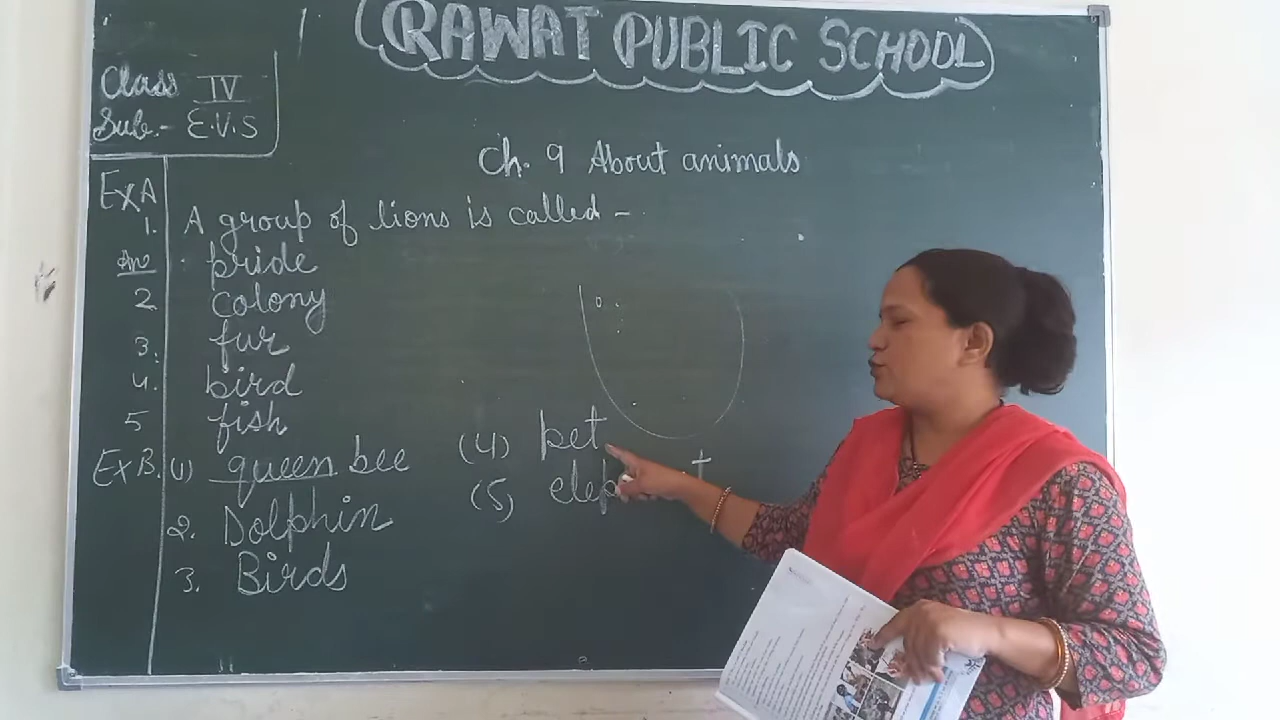 RAWAT PUBLIC SCHOOL
Class IV
Sub.- E.V.S
Ch. 9 About animals
Ex A
1. A group of lions is called -
Ans pride
2. colony
3. fur
4. bird
5 fish
Ex B. (1) queen bee
2. Dolphin
3. Birds
(4) pet
(5)